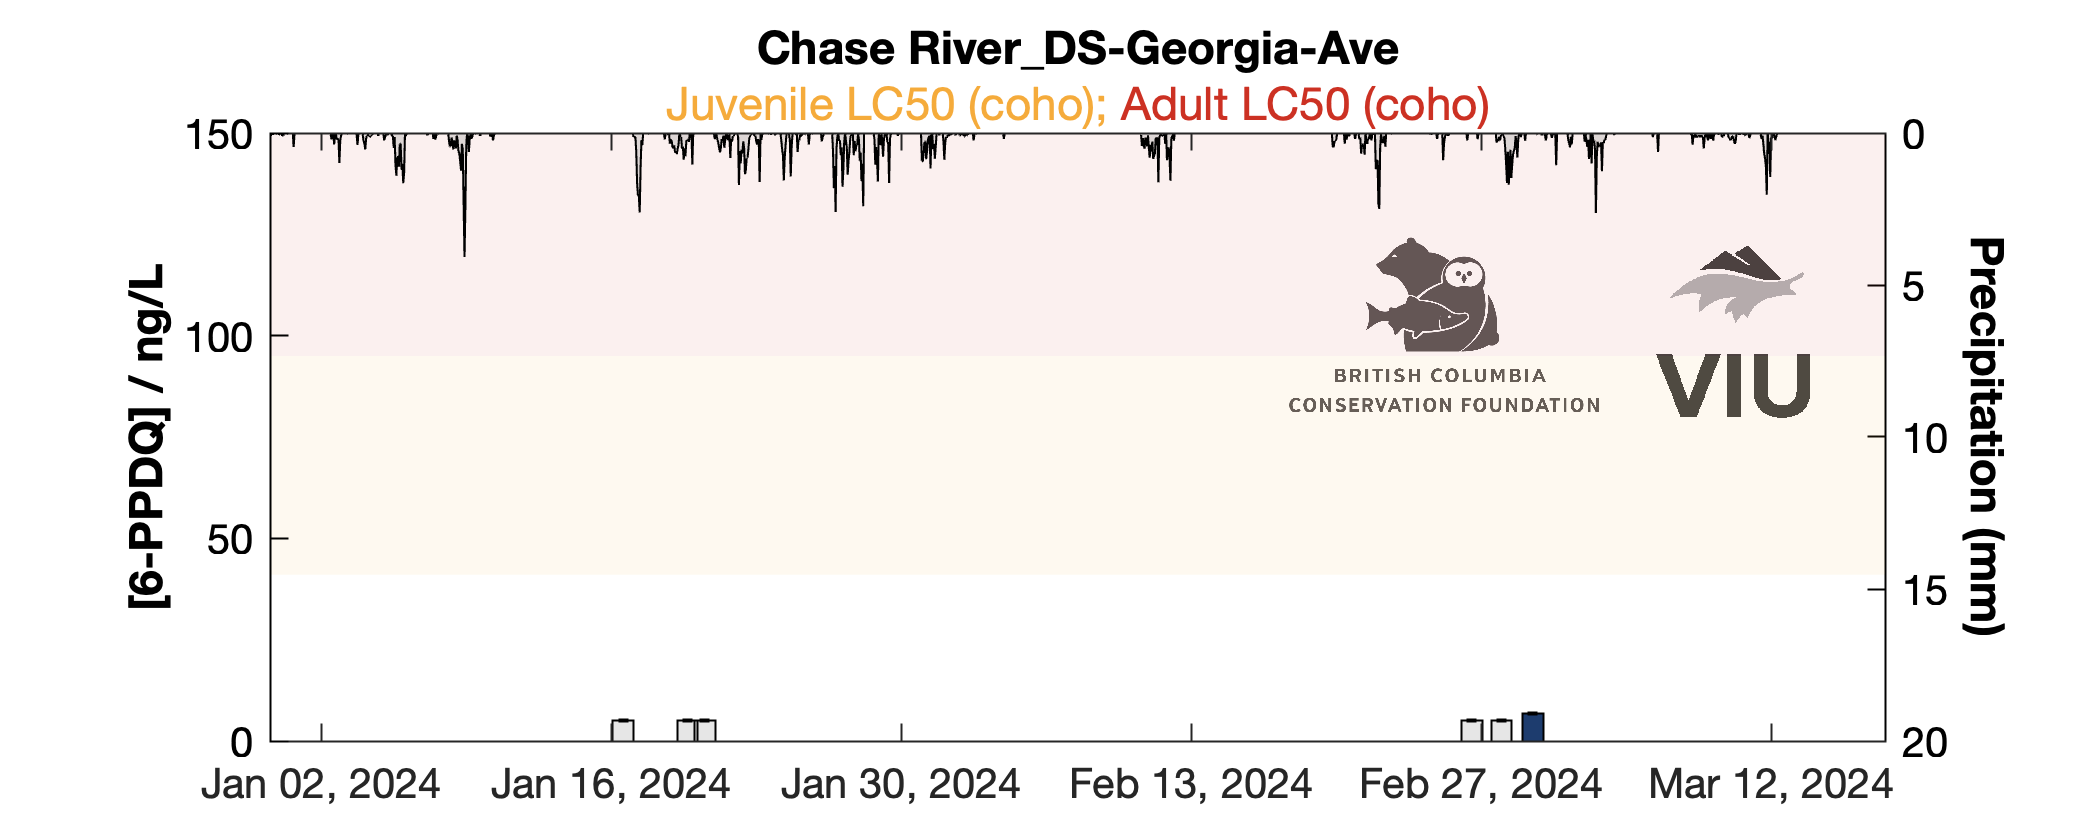 Chase River_DS-Georgia-Ave
Juvenile LC50 (coho); Adult LC50 (coho)
[6-PPDQ] / ng/L
150
100
50
0
BRITISH COLUMBIA
CONSERVATION FOUNDATION
VIU
0
5
10
15
20
Precipitation (mm)
Jan 02, 2024
Jan 16, 2024
Jan 30, 2024
Feb 13, 2024
Feb 27, 2024
Mar 12, 2024